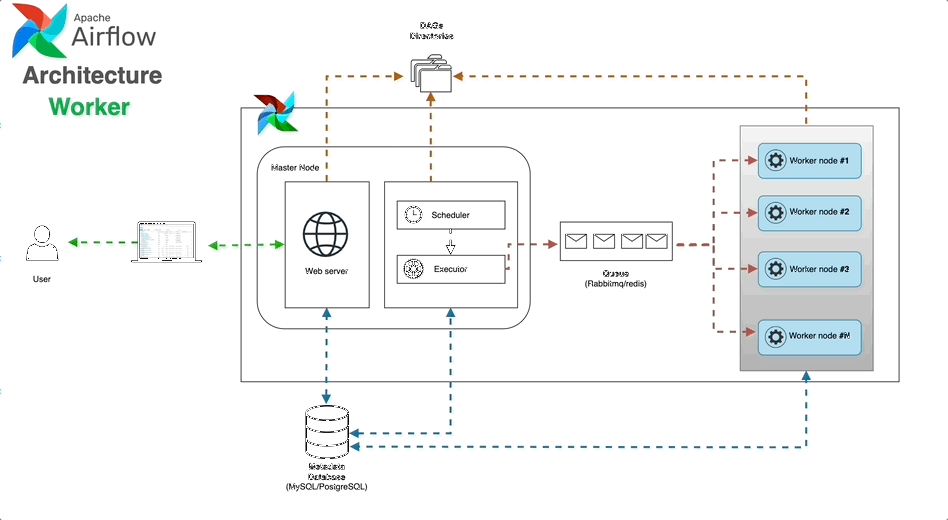 Apache
Airflow
Architecture
Worker
DAGs
Directories
Master Node
Scheduler
Executor
Web server
User
Queue
(Rabbitmq/redis)
Worker node #1
Worker node #2
Worker node #3
Worker node #N
Metadata
Database
(MySQL/PostgreSQL)